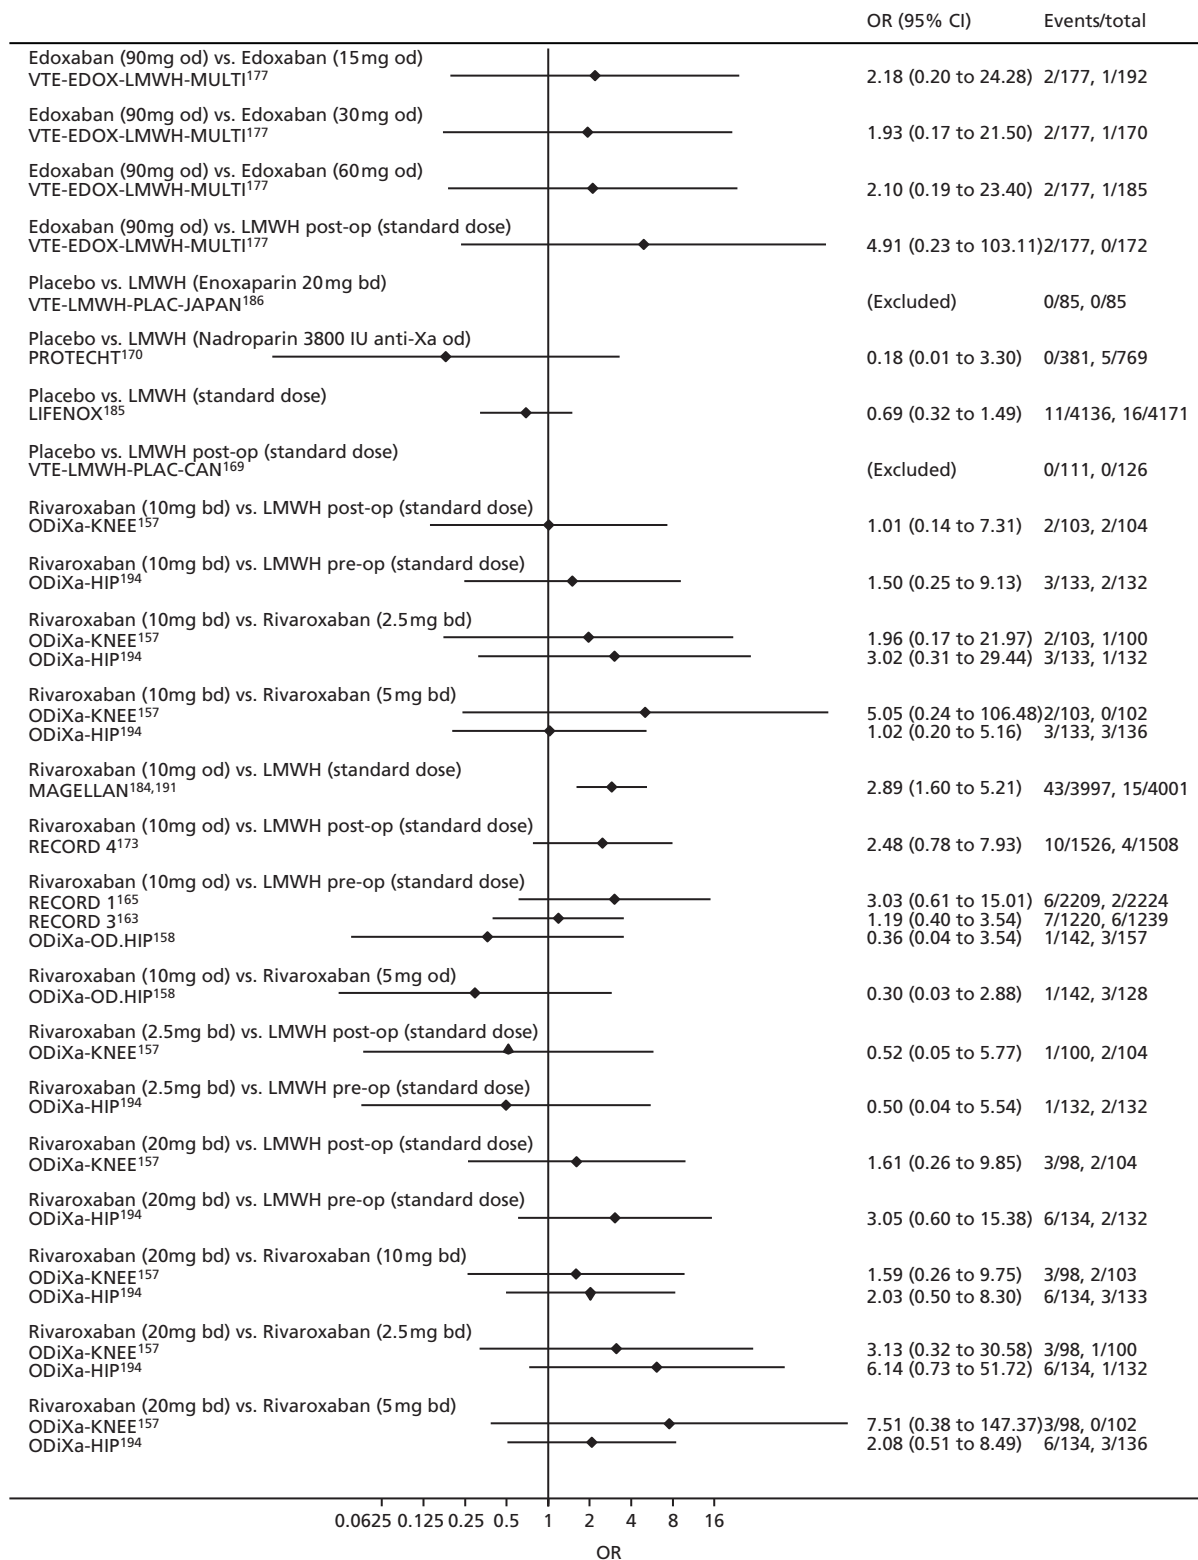 OR (95% CI) Events/total
Edoxaban (90mg od) vs. Edoxaban (15mg od)
VTE-EDOX-LMWH-MULTI177 2.18 (0.20 to 24.28) 2/177, 1/192
Edoxaban (90mg od) vs. Edoxaban (30mg od)
VTE-EDOX-LMWH-MULTI177 1.93 (0.17 to 21.50) 2/177, 1/170
Edoxaban (90mg od) vs. Edoxaban (60mg od)
VTE-EDOX-LMWH-MULTI177 2.10 (0.19 to 23.40) 2/177, 1/185
Edoxaban (90mg od) vs. LMWH post-op (standard dose)
VTE-EDOX-LMWH-MULTI177 4.91 (0.23 to 103.11) 2/177, 0/172
Placebo vs. LMWH (Enoxaparin 20mg bd)
VTE-LMWH-PLAC-JAPAN186 (Excluded) 0/85, 0/85
Placebo vs. LMWH (Nadroparin 3800 IU anti-Xa od)
PROTECHT170 0.18 (0.01 to 3.30) 0/381, 5/769
Placebo vs. LMWH (standard dose)
LIFENOX185 0.69 (0.32 to 1.49) 11/4136, 16/4171
Placebo vs. LMWH post-op (standard dose)
VTE-LMWH-PLAC-CAN169 (Excluded) 0/111, 0/126
Rivaroxaban (10mg bd) vs. LMWH post-op (standard dose)
ODiXa-KNEE157 1.01 (0.14 to 7.31) 2/103, 2/104
Rivaroxaban (10mg bd) vs. LMWH pre-op (standard dose)
ODiXa-HIP194 1.50 (0.25 to 9.13) 3/133, 2/132
Rivaroxaban (10mg bd) vs. Rivaroxaban (2.5mg bd)
ODiXa-KNEE157 1.96 (0.17 to 21.97) 2/103, 1/100
ODiXa-HIP194 3.02 (0.31 to 29.44) 3/133, 1/132
Rivaroxaban (10mg bd) vs. Rivaroxaban (5mg bd)
ODiXa-KNEE157 5.05 (0.24 to 106.48) 2/103, 0/102
ODiXa-HIP194 1.02 (0.20 to 5.16) 3/133, 3/136
Rivaroxaban (10mg od) vs. LMWH (standard dose)
MAGELLAN184,191 2.89 (1.60 to 5.21) 43/3997, 15/4001
Rivaroxaban (10mg od) vs. LMWH post-op (standard dose)
RECORD 4173 2.48 (0.78 to 7.93) 10/1526, 4/1508
Rivaroxaban (10mg od) vs. LMWH pre-op (standard dose)
RECORD 1165 3.03 (0.61 to 15.01) 6/2209, 2/2224
RECORD 3163 1.19 (0.40 to 3.54) 7/1220, 6/1239
ODiXa-OD.HIP158 0.36 (0.04 to 3.54) 1/142, 3/157
Rivaroxaban (10mg od) vs. Rivaroxaban (5mg od)
ODiXa-OD.HIP158 0.30 (0.03 to 2.88) 1/142, 3/128
Rivaroxaban (2.5mg bd) vs. LMWH post-op (standard dose)
ODiXa-KNEE157 0.52 (0.05 to 5.77) 1/100, 2/104
Rivaroxaban (2.5mg bd) vs. LMWH pre-op (standard dose)
ODiXa-HIP194 0.50 (0.04 to 5.54) 1/132, 2/132
Rivaroxaban (20mg bd) vs. LMWH post-op (standard dose)
ODiXa-KNEE157 1.61 (0.26 to 9.85) 3/98, 2/104
Rivaroxaban (20mg bd) vs. LMWH pre-op (standard dose)
ODiXa-HIP194 3.05 (0.60 to 15.38) 6/134, 2/132
Rivaroxaban (20mg bd) vs. Rivaroxaban (10mg bd)
ODiXa-KNEE157 1.59 (0.26 to 9.75) 3/98, 2/103
ODiXa-HIP194 2.03 (0.50 to 8.30) 6/134, 3/133
Rivaroxaban (20mg bd) vs. Rivaroxaban (2.5mg bd)
ODiXa-KNEE157 3.13 (0.32 to 30.58) 3/98, 1/100
ODiXa-HIP194 6.14 (0.73 to 51.72) 6/134, 1/132
Rivaroxaban (20mg bd) vs. Rivaroxaban (5mg bd)
ODiXa-KNEE157 7.51 (0.38 to 147.37) 3/98, 0/102
ODiXa-HIP194 2.08 (0.51 to 8.49) 6/134, 3/136
0.0625 0.125 0.25 0.5 1 2 4 8 16
OR